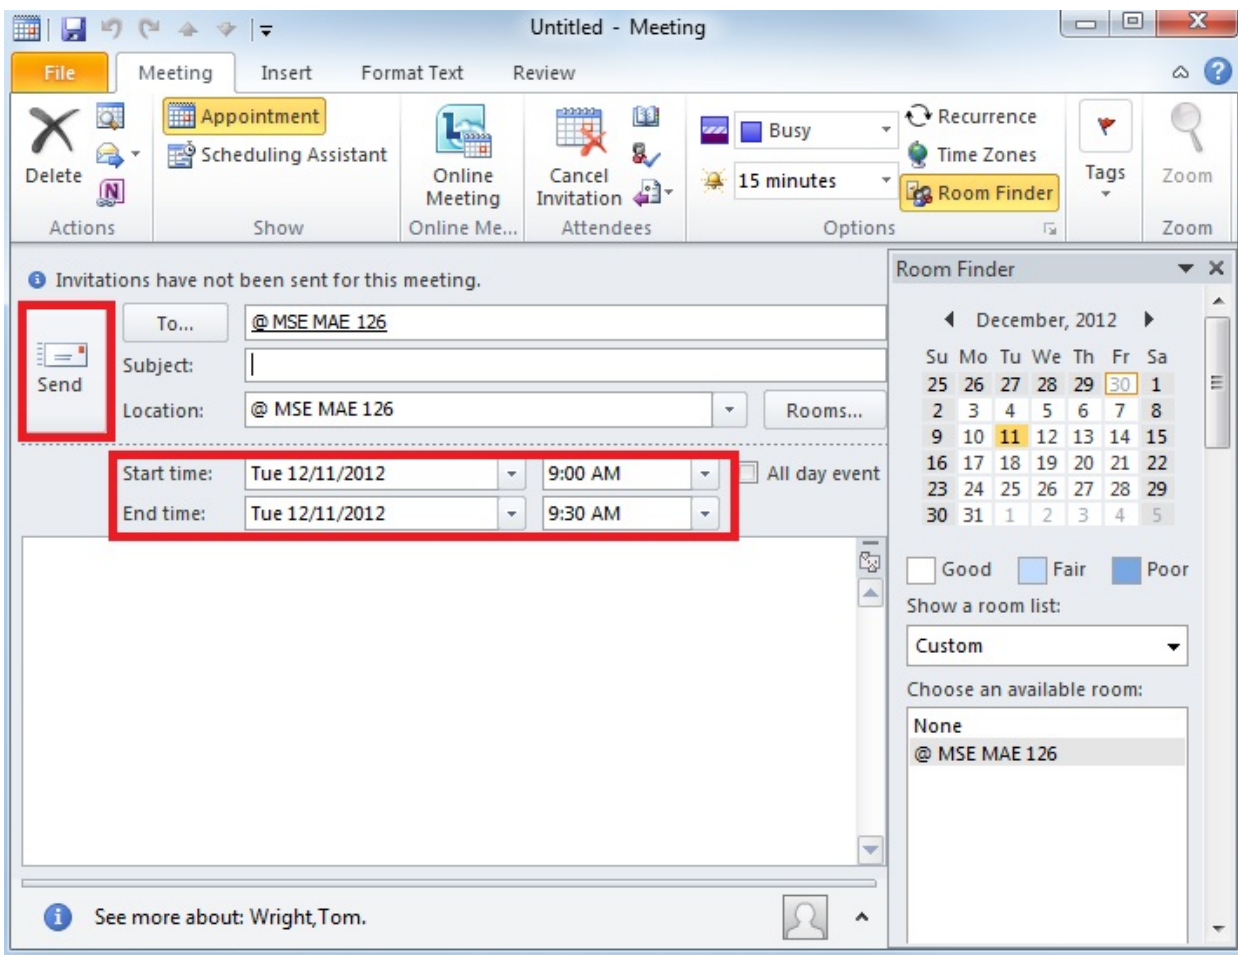 Untitled - Meeting
File Meeting Insert Format Text Review
Delete
Actions
Appointment
Scheduling Assistant
Show
Online Meeting
Online Me...
Cancel Invitation
Attendees
Busy
15 minutes
Recurrence
Time Zones
Room Finder
Options
Tags
Zoom
Zoom
Invitations have not been sent for this meeting.
Send
To... @ MSE MAE 126
Subject:
Location: @ MSE MAE 126 Rooms...
Start time: Tue 12/11/2012 9:00 AM All day event
End time: Tue 12/11/2012 9:30 AM
See more about: Wright,Tom.
Room Finder
December, 2012
Su Mo Tu We Th Fr Sa
25 26 27 28 29 30 1
2 3 4 5 6 7 8
9 10 11 12 13 14 15
16 17 18 19 20 21 22
23 24 25 26 27 28 29
30 31 1 2 3 4 5
Good Fair Poor
Show a room list:
Custom
Choose an available room:
None
@ MSE MAE 126